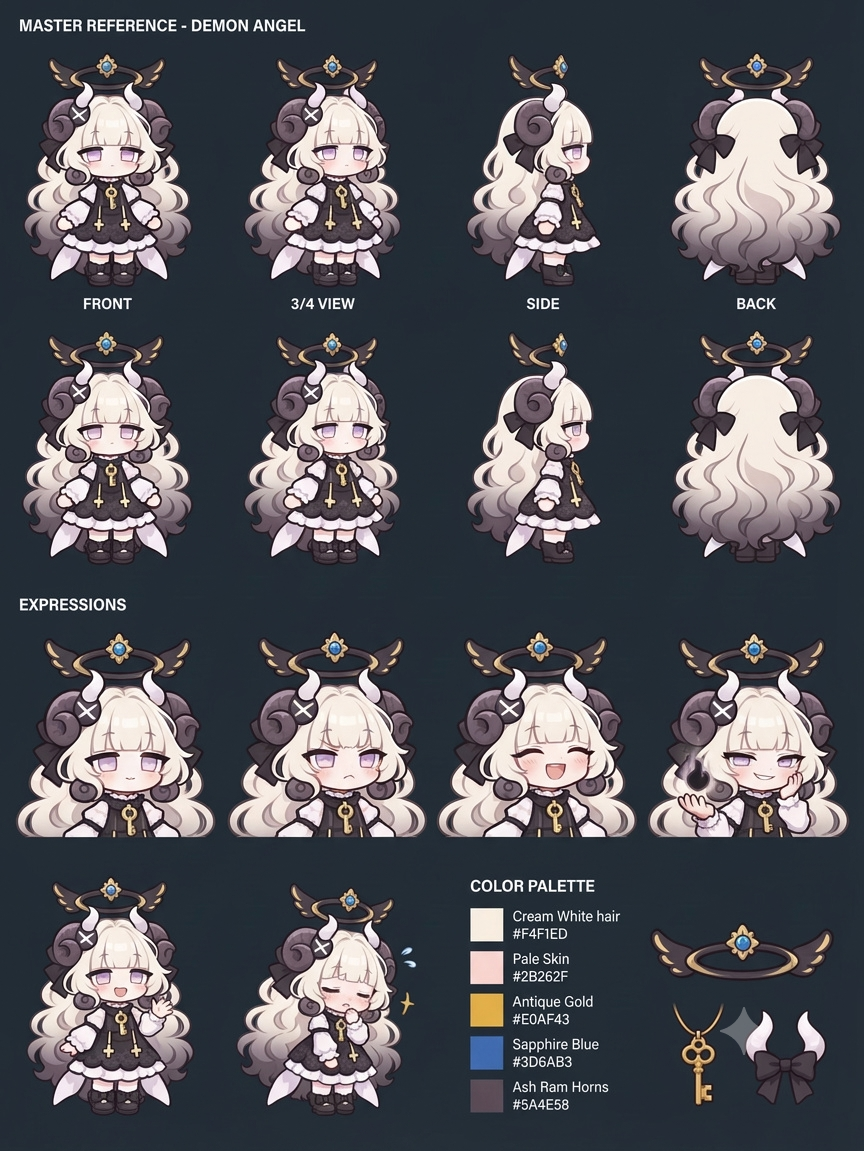 MASTER REFERENCE - DEMON ANGEL
FRONT
3/4 VIEW
SIDE
BACK
EXPRESSIONS
COLOR PALETTE
Cream White hair
#F4F1ED
Pale Skin
#2B262F
Antique Gold
#E0AF43
Sapphire Blue
#3D6AB3
Ash Ram Horns
#5A4E58